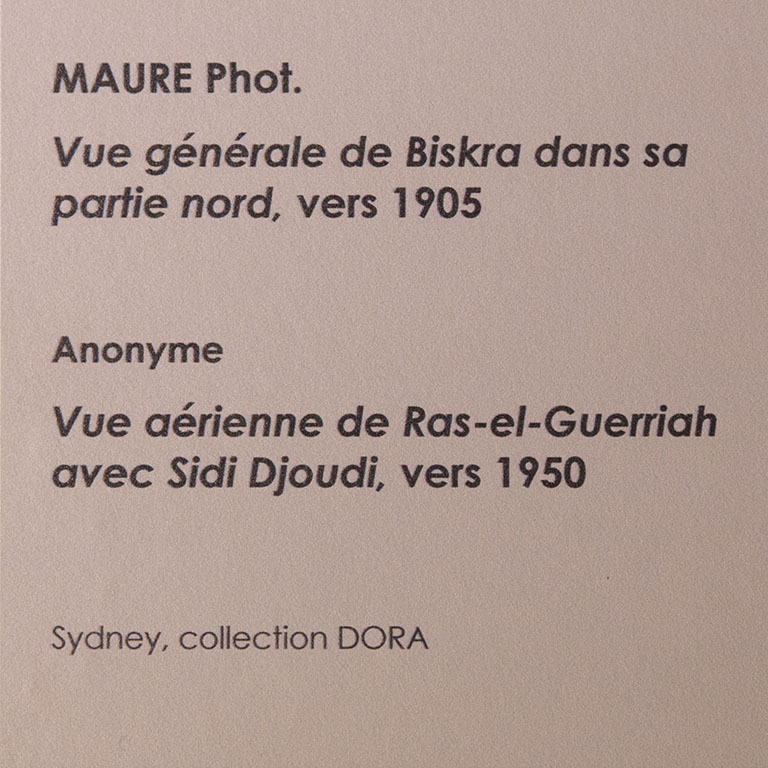 MAURE Phot.
Vue générale de Biskra dans sa
partie nord, vers 1905
Anonyme
Vue aérienne de Ras-el-Guerriah
avec Sidi Djoudi, vers 1950
Sydney, collection DORA